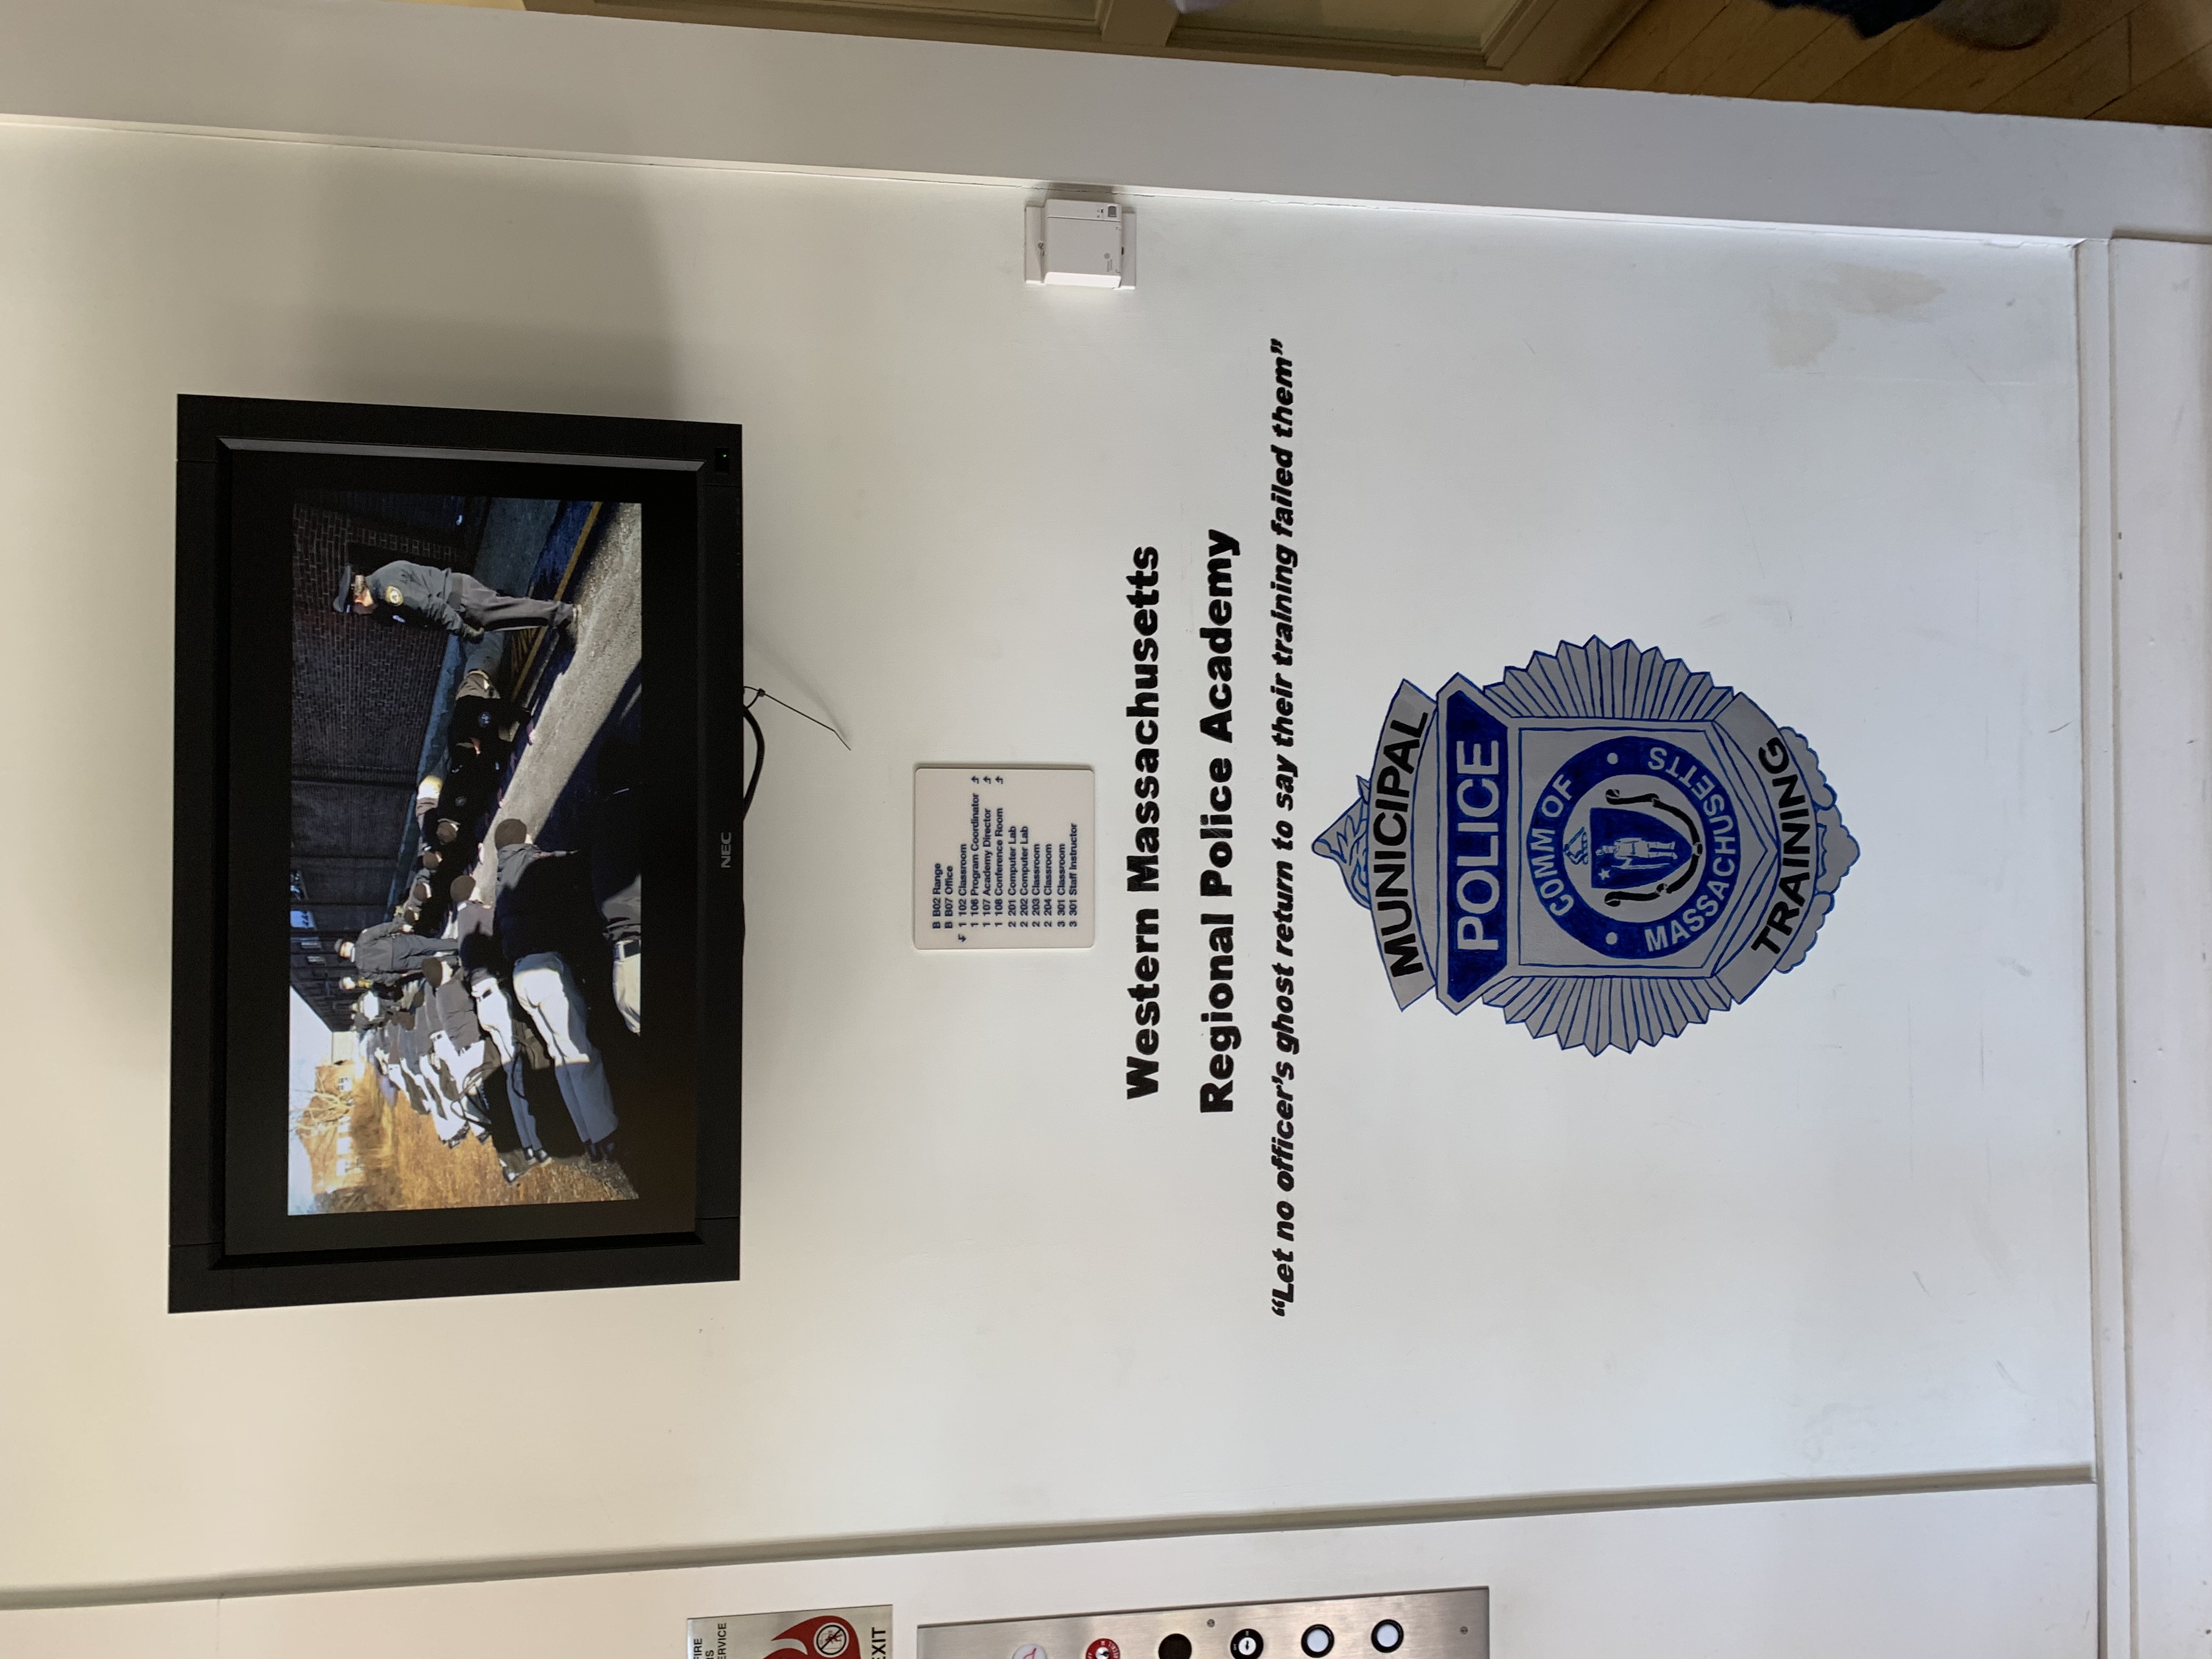 NEC
FIRE
RS
ERVICE
EXIT
B B02 Range
B B07 Office
1 102 Classroom
1 106 Program Coordinator
1 107 Academy Director
1 108 Conference Room
2 201 Computer Lab
2 202 Computer Lab
2 203 Classroom
2 204 Classroom
3 301 Classroom
3 301 Staff Instructor
Western Massachusetts
Regional Police Academy
“Let no officer’s ghost return to say their training failed them”
MUNICIPAL
POLICE
COMM OF
MASSACHUSETTS
TRAINING